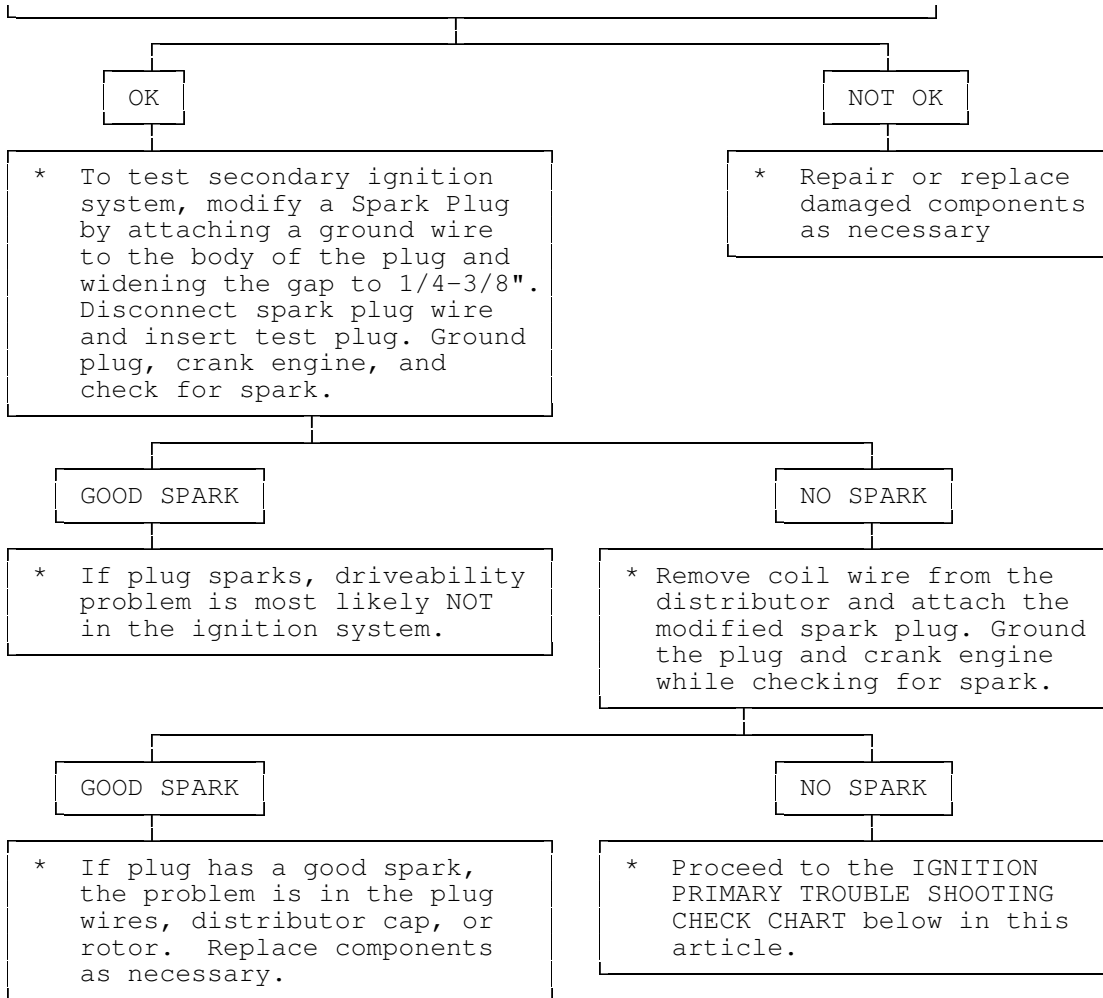 OK
NOT OK
* To test secondary ignition
system, modify a Spark Plug
by attaching a ground wire
to the body of the plug and
widening the gap to 1/4-3/8".
Disconnect spark plug wire
and insert test plug. Ground
plug, crank engine, and
check for spark.
* Repair or replace
damaged components
as necessary
GOOD SPARK
NO SPARK
* If plug sparks, driveability
problem is most likely NOT
in the ignition system.
* Remove coil wire from the
distributor and attach the
modified spark plug. Ground
the plug and crank engine
while checking for spark.
GOOD SPARK
NO SPARK
* If plug has a good spark,
the problem is in the plug
wires, distributor cap, or
rotor. Replace components
as necessary.
* Proceed to the IGNITION
PRIMARY TROUBLE SHOOTING
CHECK CHART below in this
article.